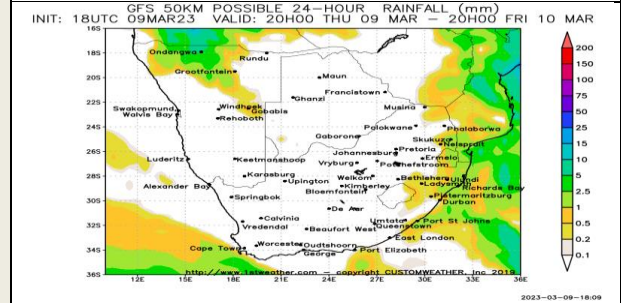 GFS 50KM POSSIBLE 24-HOUR RAINFALL (mm)
INIT: 18UTC 09MAR23 VALID: 20H00 THU 09 MAR - 20H00 FRI 10 MAR
16S
18S
20S
22S
24S
26S
28S
30S
32S
34S
36S
12E 15E 18E 21E 24E 27E 30E 33E 36E
Ondangwa
Rundu
Grootfontein
Maun
Francistown
Ghanzi
Musina
Swakopmund
Windhoek
Gobabis
Walvis Bay
Rehoboth
Polokwane
Phalaborwa
Gaborone
Skukuza
Pretoria
Nelspruit
Johannesburg
Ermelo
Luderitz
Keetmanshoop
Vryburg
Potchefstroom
Karasburg
Upington
Welkom
Bethlehem
Ulundi
Alexander Bay
Kimberley
Ladysmith
Richards Bay
Bloemfontein
Springbok
Pietermaritzburg
Durban
De Aar
Calvinia
Umtata
Port St Johns
Vredendal
Beaufort West
Queenstown
East London
Cape Town
Worcester
Oudtshoorn
George
Port Elizabeth
http://www.1stweather.com - copyright CUSTOMWEATHER, Inc 2019
200
150
100
75
50
25
15
10
5
2.5
1
0.5
0.2
0.1
2023-03-09-18:09